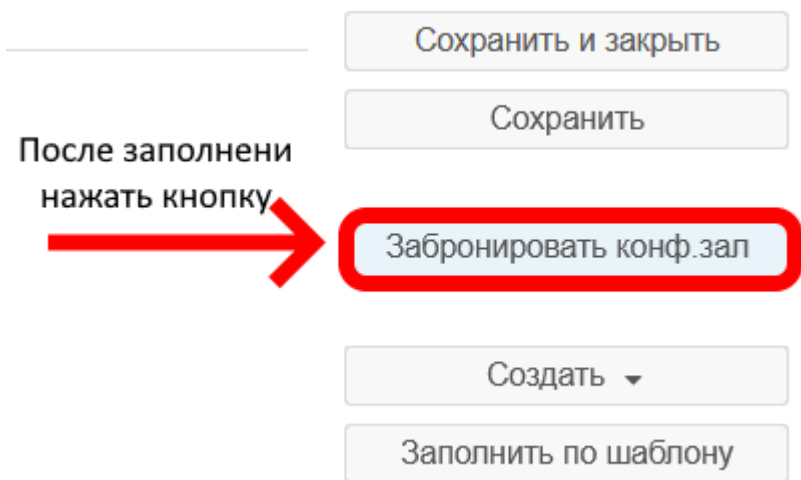 Сохранить и закрыть
Сохранить
После заполнени
нажать кнопку
Забронировать конф.зал
Создать
Заполнить по шаблону